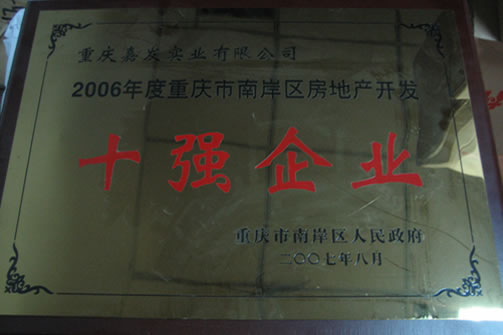 重庆嘉发实业有限公司
2006年度重庆市南岸区房地产开发
十强企业
重庆市南岸区人民政府
二〇〇七年八月